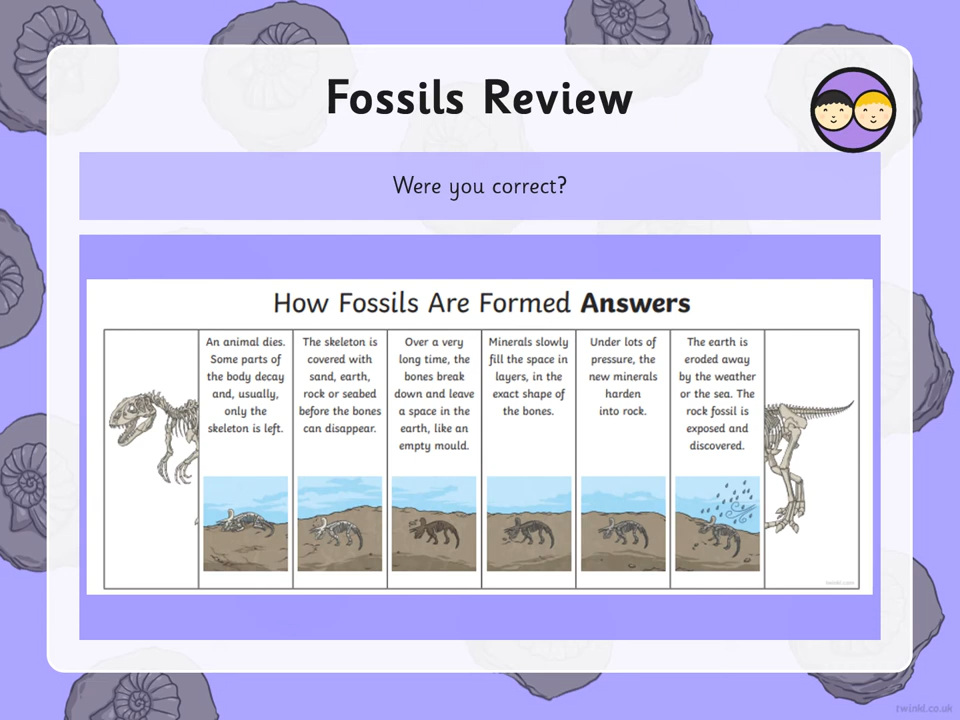 Fossils Review
Were you correct?
How Fossils Are Formed Answers
An animal dies.
Some parts of
the body decay
and, usually,
only the
skeleton is left.
The skeleton is
covered with
sand, earth,
rock or seabed
before the bones
can disappear.
Over a very
long time, the
bones break
down and leave
a space in the
earth, like an
empty mould.
Minerals slowly
fill the space in
layers, in the
exact shape of
the bones.
Under lots of
pressure, the
new minerals
harden
into rock.
The earth is
eroded away
by the weather
or the sea. The
rock fossil is
exposed and
discovered.
twinkl.co.uk